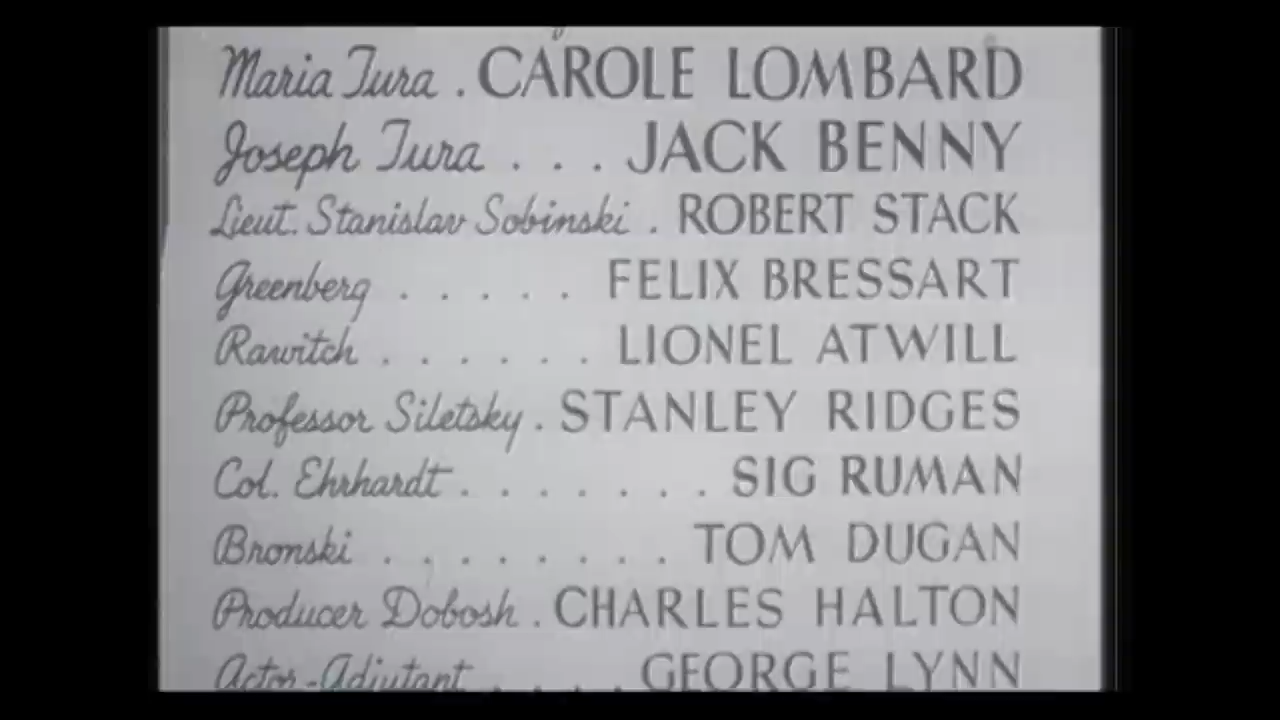 Maria Tura . CAROLE LOMBARD
Joseph Tura . . . JACK BENNY
Lieut. Stanislav Sobinski . ROBERT STACK
Greenberg . . . . . FELIX BRESSART
Rawitch . . . . . . LIONEL ATWILL
Professor Siletsky . STANLEY RIDGES
Col. Ehrhardt . . . . . . . SIG RUMAN
Bronski . . . . . . . . TOM DUGAN
Producer Dobosh . CHARLES HALTON
Actor-Adjutant . . . . GEORGE LYNN